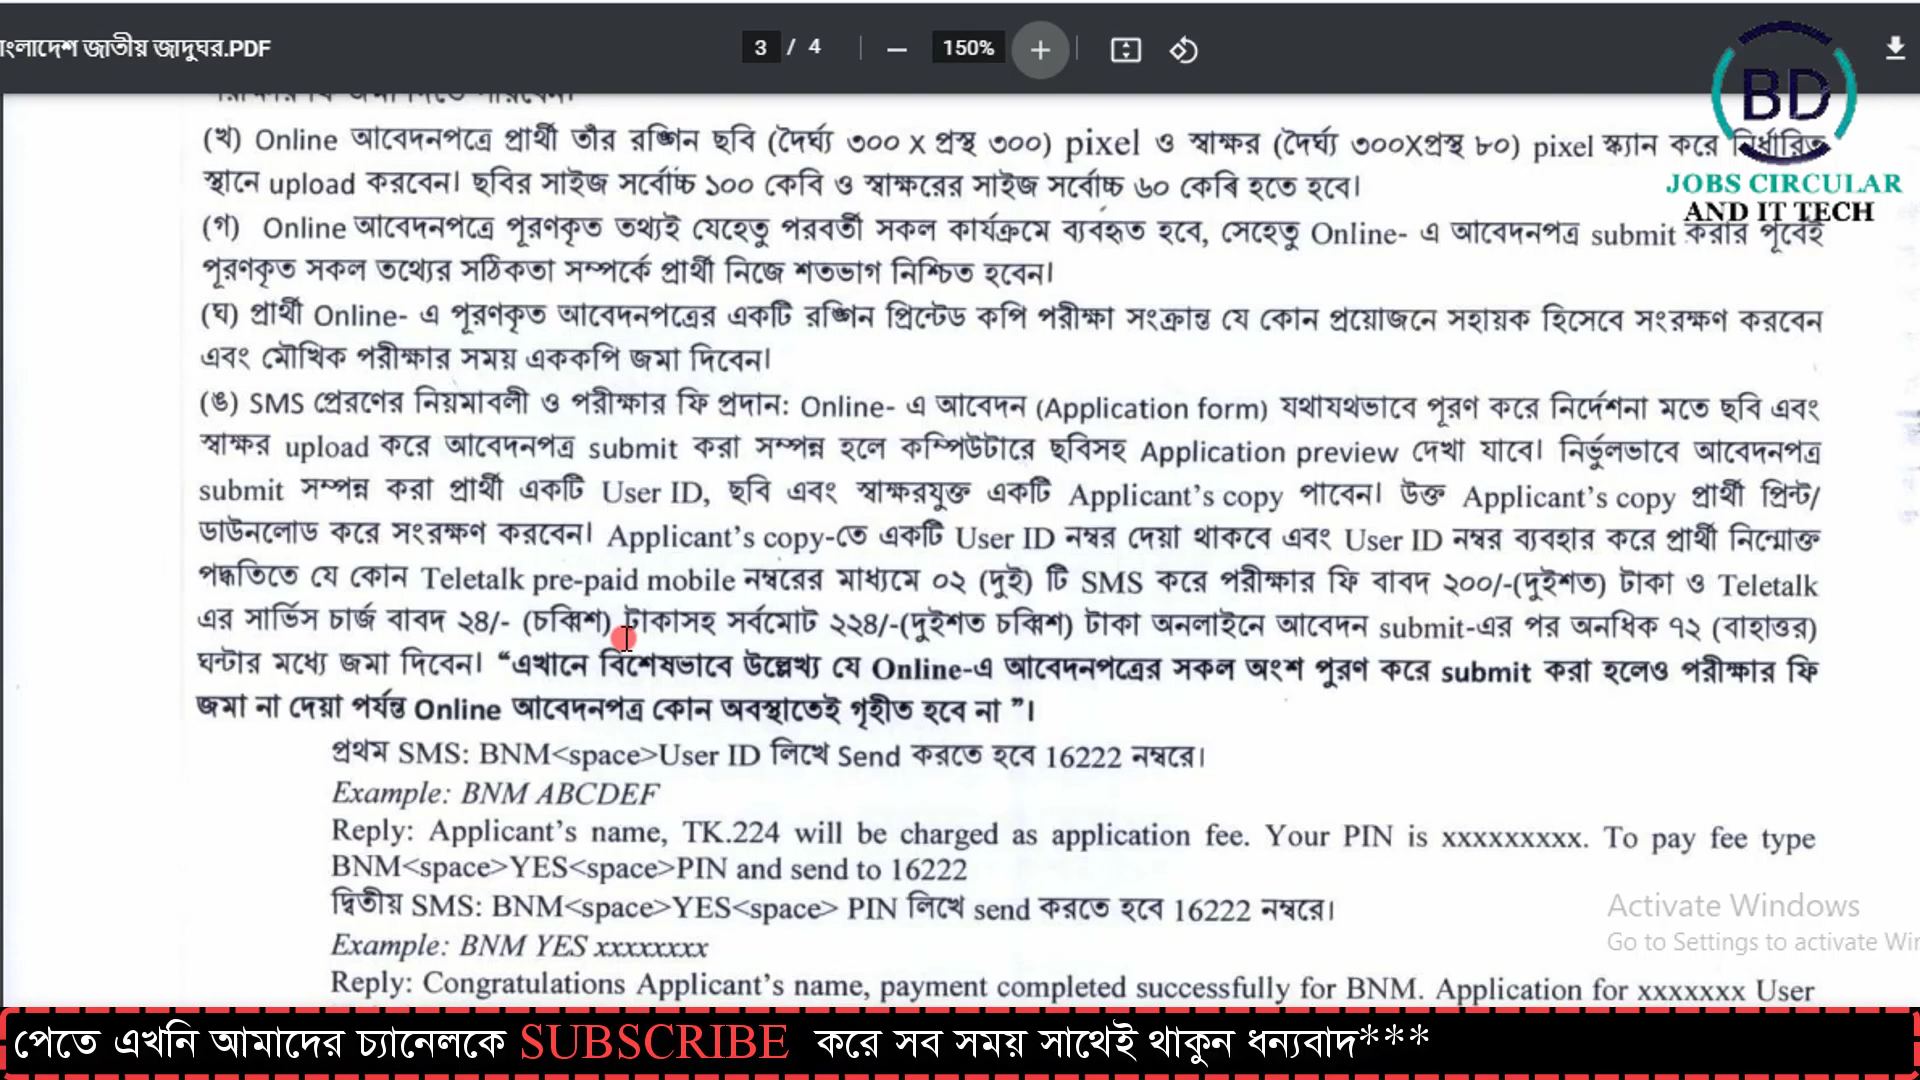 াংলাদেশ জাতীয় জাদুঘর.PDF
3 / 4
150%
BD
JOBS CIRCULAR
AND IT TECH
(খ) Online আবেদনপত্রে প্রার্থী তাঁর রঙ্গিন ছবি (দৈর্ঘ্য ৩০০ X প্রস্থ ৩০০) pixel ও স্বাক্ষর (দৈর্ঘ্য ৩০০Xপ্রস্থ ৮০) pixel স্ক্যান করে নির্ধারিত
স্থানে upload করবেন। ছবির সাইজ সর্বোচ্চ ১০০ কেবি ও স্বাক্ষরের সাইজ সর্বোচ্চ ৬০ কেবি হতে হবে।
(গ) Online আবেদনপত্রে পূরণকৃত তথ্যই যেহেতু পরবর্তী সকল কার্যক্রমে ব্যবহৃত হবে, সেহেতু Online- এ আবেদনপত্র submit করার পূর্বেই
পূরণকৃত সকল তথ্যের সঠিকতা সম্পর্কে প্রার্থী নিজে শতভাগ নিশ্চিত হবেন।
(ঘ) প্রার্থী Online- এ পূরণকৃত আবেদনপত্রের একটি রঙ্গিন প্রিন্টেড কপি পরীক্ষা সংক্রান্ত যে কোন প্রয়োজনে সহায়ক হিসেবে সংরক্ষণ করবেন
এবং মৌখিক পরীক্ষার সময় এককপি জমা দিবেন।
(ঙ) SMS প্রেরণের নিয়মাবলী ও পরীক্ষার ফি প্রদান: Online- এ আবেদন (Application form) যথাযথভাবে পূরণ করে নির্দেশনা মতে ছবি এবং
স্বাক্ষর upload করে আবেদনপত্র submit করা সম্পন্ন হলে কম্পিউটারে ছবিসহ Application preview দেখা যাবে। নির্ভুলভাবে আবেদনপত্র
submit সম্পন্ন করা প্রার্থী একটি User ID, ছবি এবং স্বাক্ষরযুক্ত একটি Applicant’s copy পাবেন। উক্ত Applicant’s copy প্রার্থী প্রিন্ট/
ডাউনলোড করে সংরক্ষণ করবেন। Applicant’s copy-তে একটি User ID নম্বর দেয়া থাকবে এবং User ID নম্বর ব্যবহার করে প্রার্থী নিন্মোক্ত
পদ্ধতিতে যে কোন Teletalk pre-paid mobile নম্বরের মাধ্যমে ০২ (দুই) টি SMS করে পরীক্ষার ফি বাবদ ২০০/-(দুইশত) টাকা ও Teletalk
এর সার্ভিস চার্জ বাবদ ২৪/- (চব্বিশ) টাকাসহ সর্বমোট ২২৪/-(দুইশত চব্বিশ) টাকা অনলাইনে আবেদন submit-এর পর অনধিক ৭২ (বাহাত্তর)
ঘন্টার মধ্যে জমা দিবেন। “এখানে বিশেষভাবে উল্লেখ্য যে Online-এ আবেদনপত্রের সকল অংশ পুরণ করে submit করা হলেও পরীক্ষার ফি
জমা না দেয়া পর্যন্ত Online আবেদনপত্র কোন অবস্থাতেই গৃহীত হবে না ”।
প্রথম SMS: BNM<space>User ID লিখে Send করতে হবে 16222 নম্বরে।
Example: BNM ABCDEF
Reply: Applicant’s name, TK.224 will be charged as application fee. Your PIN is xxxxxxxxx. To pay fee type
BNM<space>YES<space>PIN and send to 16222
দ্বিতীয় SMS: BNM<space>YES<space> PIN লিখে send করতে হবে 16222 নম্বরে।
Example: BNM YES xxxxxxxx
Reply: Congratulations Applicant’s name, payment completed successfully for BNM. Application for xxxxxxx User
Activate Windows
Go to Settings to activate Wi
পেতে এখনি আমাদের চ্যানেলকে SUBSCRIBE করে সব সময় সাথেই থাকুন ধন্যবাদ***